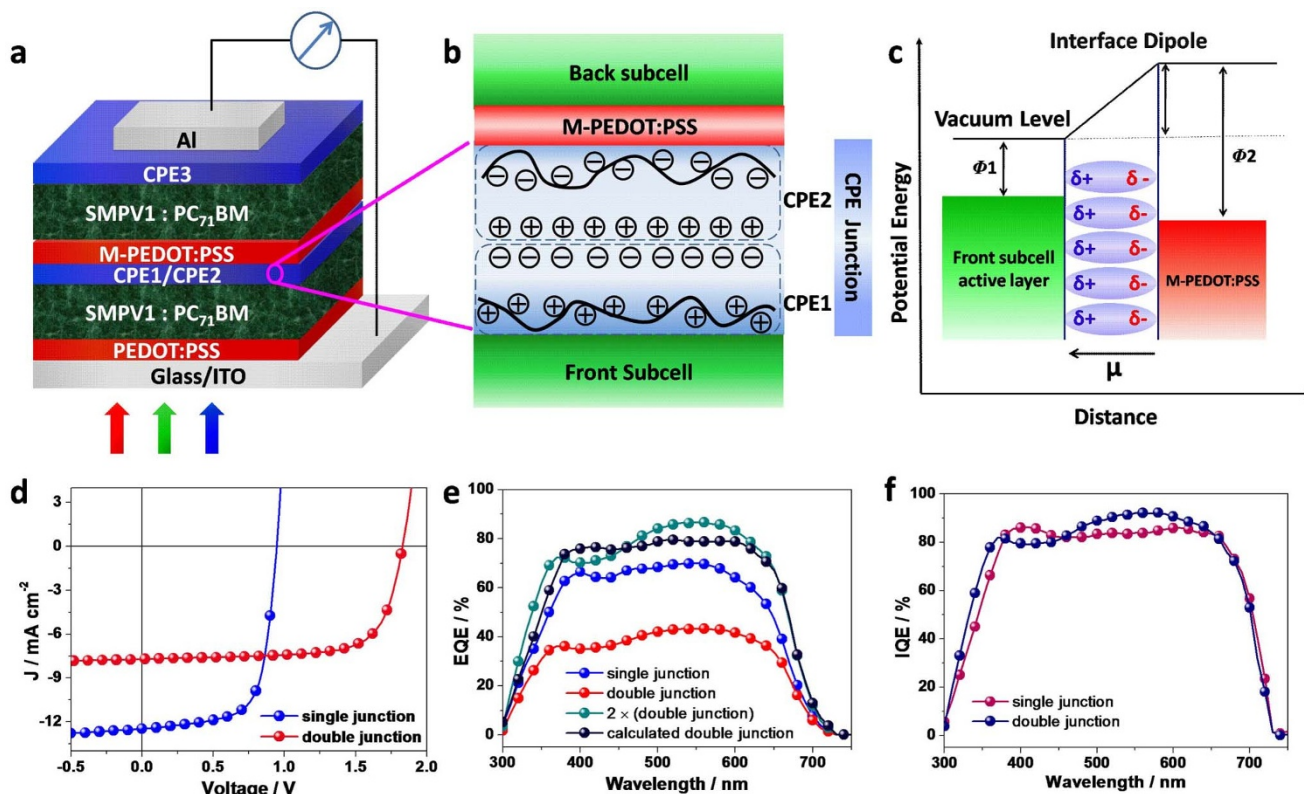 a
Al
CPE3
SMPV1 : PC71BM
M-PEDOT:PSS
CPE1/CPE2
SMPV1 : PC71BM
PEDOT:PSS
Glass/ITO
b
Back subcell
M-PEDOT:PSS
CPE2
CPE1
CPE Junction
Front Subcell
c
Interface Dipole
Vacuum Level
Φ1
Φ2
δ+ δ-
δ+ δ-
δ+ δ-
δ+ δ-
δ+ δ-
Front subcell
active layer
M-PEDOT:PSS
μ
Potential Energy
Distance
d
3
0
-3
-6
-9
-12
J / mA cm-2
single junction
double junction
-0.5 0.0 0.5 1.0 1.5 2.0
Voltage / V
e
100
80
60
40
20
0
EQE / %
single junction
double junction
2 × (double junction)
calculated double junction
300 400 500 600 700
Wavelength / nm
f
100
80
60
40
20
0
IQE / %
single junction
double junction
300 400 500 600 700
Wavelength / nm